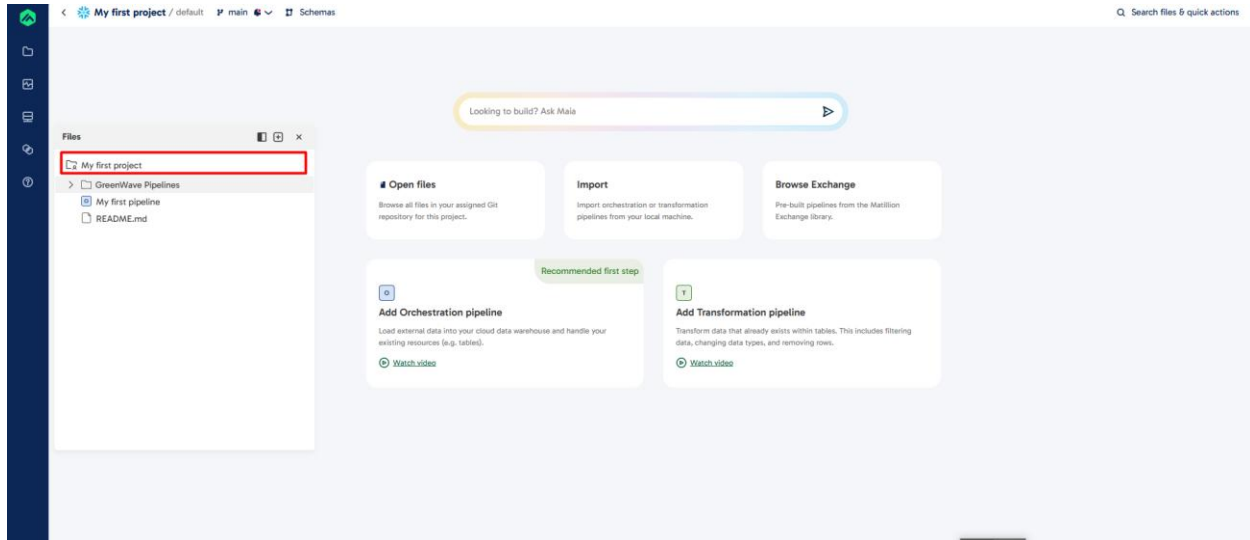 My first project / default main Schemas Search files & quick actions
Looking to build? Ask Maia
Files
My first project
GreenWave Pipelines
My first pipeline
README.md
Open files
Browse all files in your assigned Git
repository for this project.
Import
Import orchestration or transformation
pipelines from your local machine.
Browse Exchange
Pre-built pipelines from the Matillion
Exchange library.
Recommended first step
O
Add Orchestration pipeline
Load external data into your cloud data warehouse and handle your
existing resources (e.g. tables).
Watch video
T
Add Transformation pipeline
Transform data that already exists within tables. This includes filtering
data, changing data types, and removing rows.
Watch video